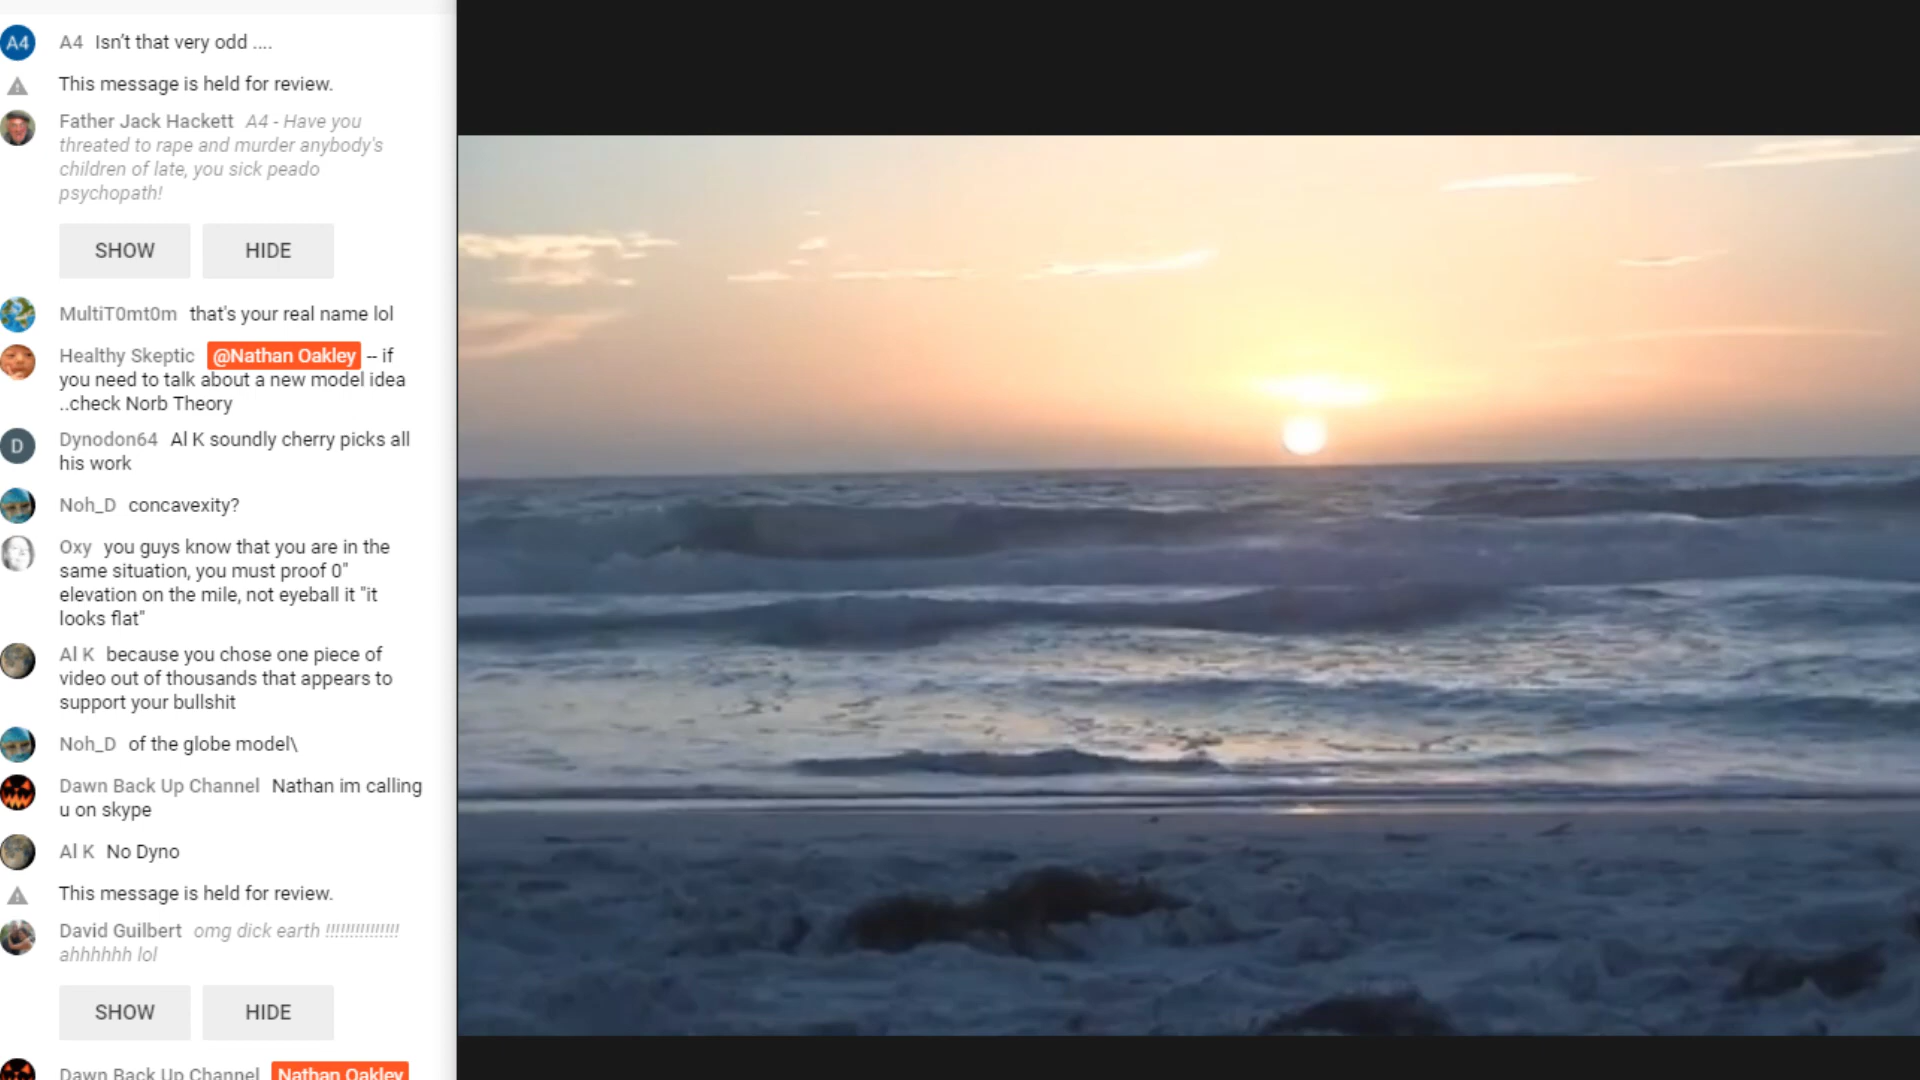 A4 A4 Isn't that very odd ....
This message is held for review.
Father Jack Hackett A4 - Have you
threated to rape and murder anybody's
children of late, you sick peado
psychopath!
SHOW HIDE
MultiT0mt0m that's your real name lol
Healthy Skeptic @Nathan Oakley -- if
you need to talk about a new model idea
..check Norb Theory
D Dynodon64 Al K soundly cherry picks all
his work
Noh_D concavexity?
Oxy you guys know that you are in the
same situation, you must proof 0"
elevation on the mile, not eyeball it "it
looks flat"
Al K because you chose one piece of
video out of thousands that appears to
support your bullshit
Noh_D of the globe model\
Dawn Back Up Channel Nathan im calling
u on skype
Al K No Dyno
This message is held for review.
David Guilbert omg dick earth !!!!!!!!!!!!!!!
ahhhhhh lol
SHOW HIDE
Dawn Back Up Channel Nathan Oakley